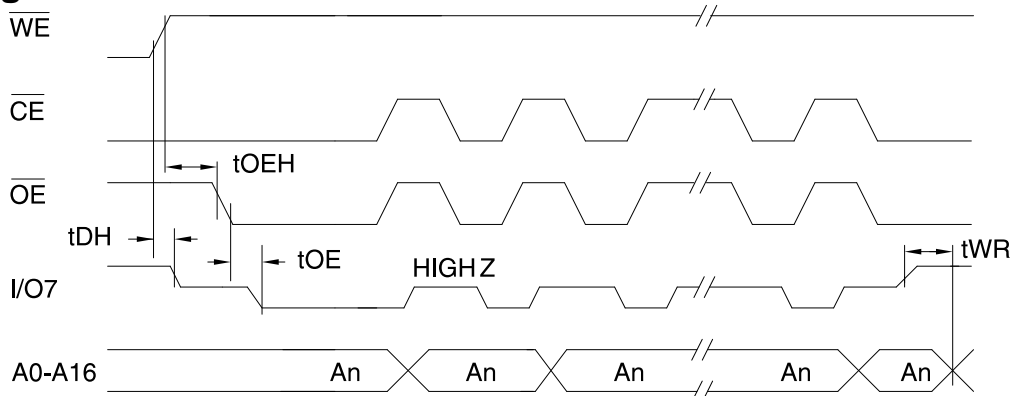 WE
CE
tOEH
OE
tDH
tOE
HIGH Z
tWR
I/O7
A0-A16 An An An An An